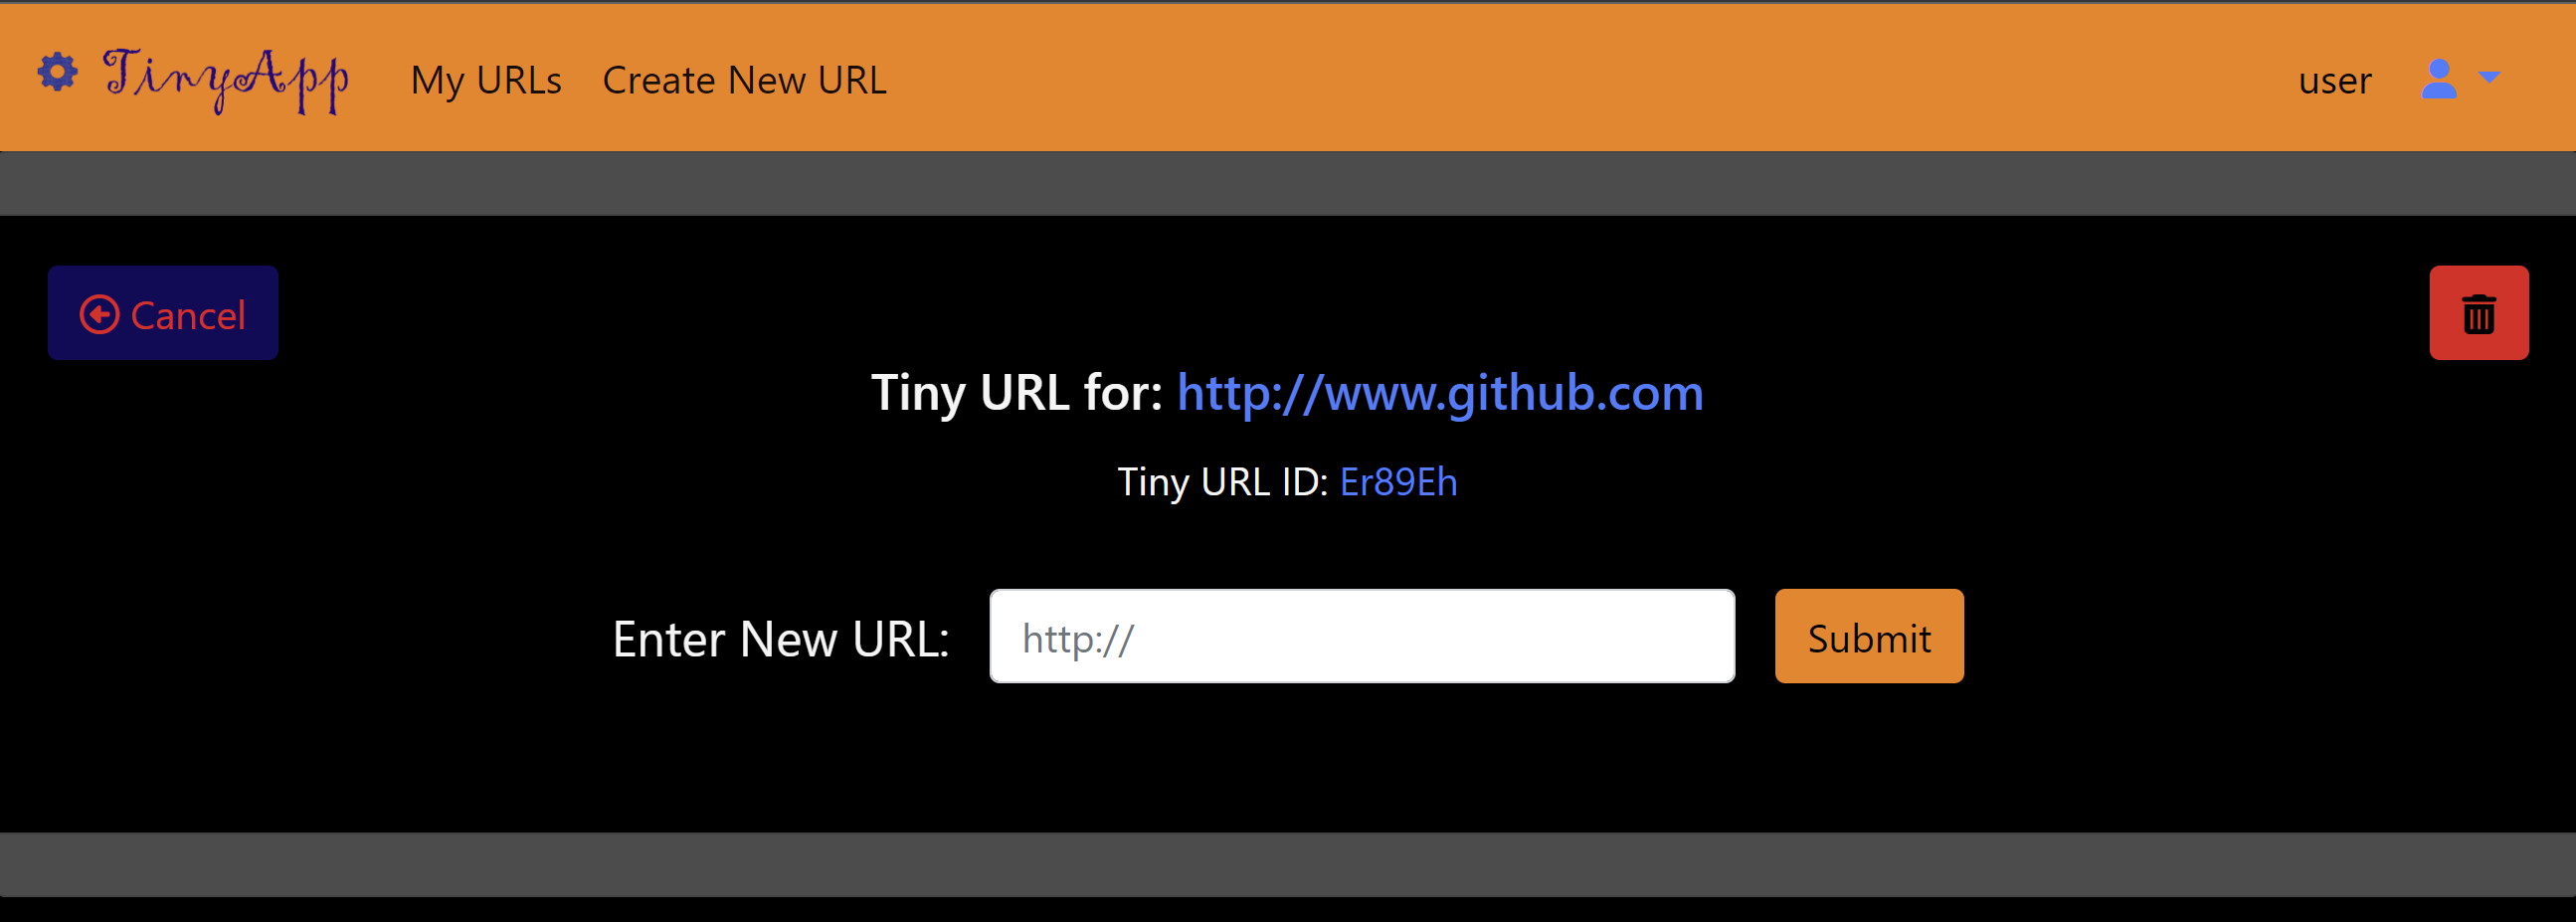 TinyApp My URLs Create New URL user
Cancel
Tiny URL for: http://www.github.com
Tiny URL ID: Er89Eh
Enter New URL: http:// Submit